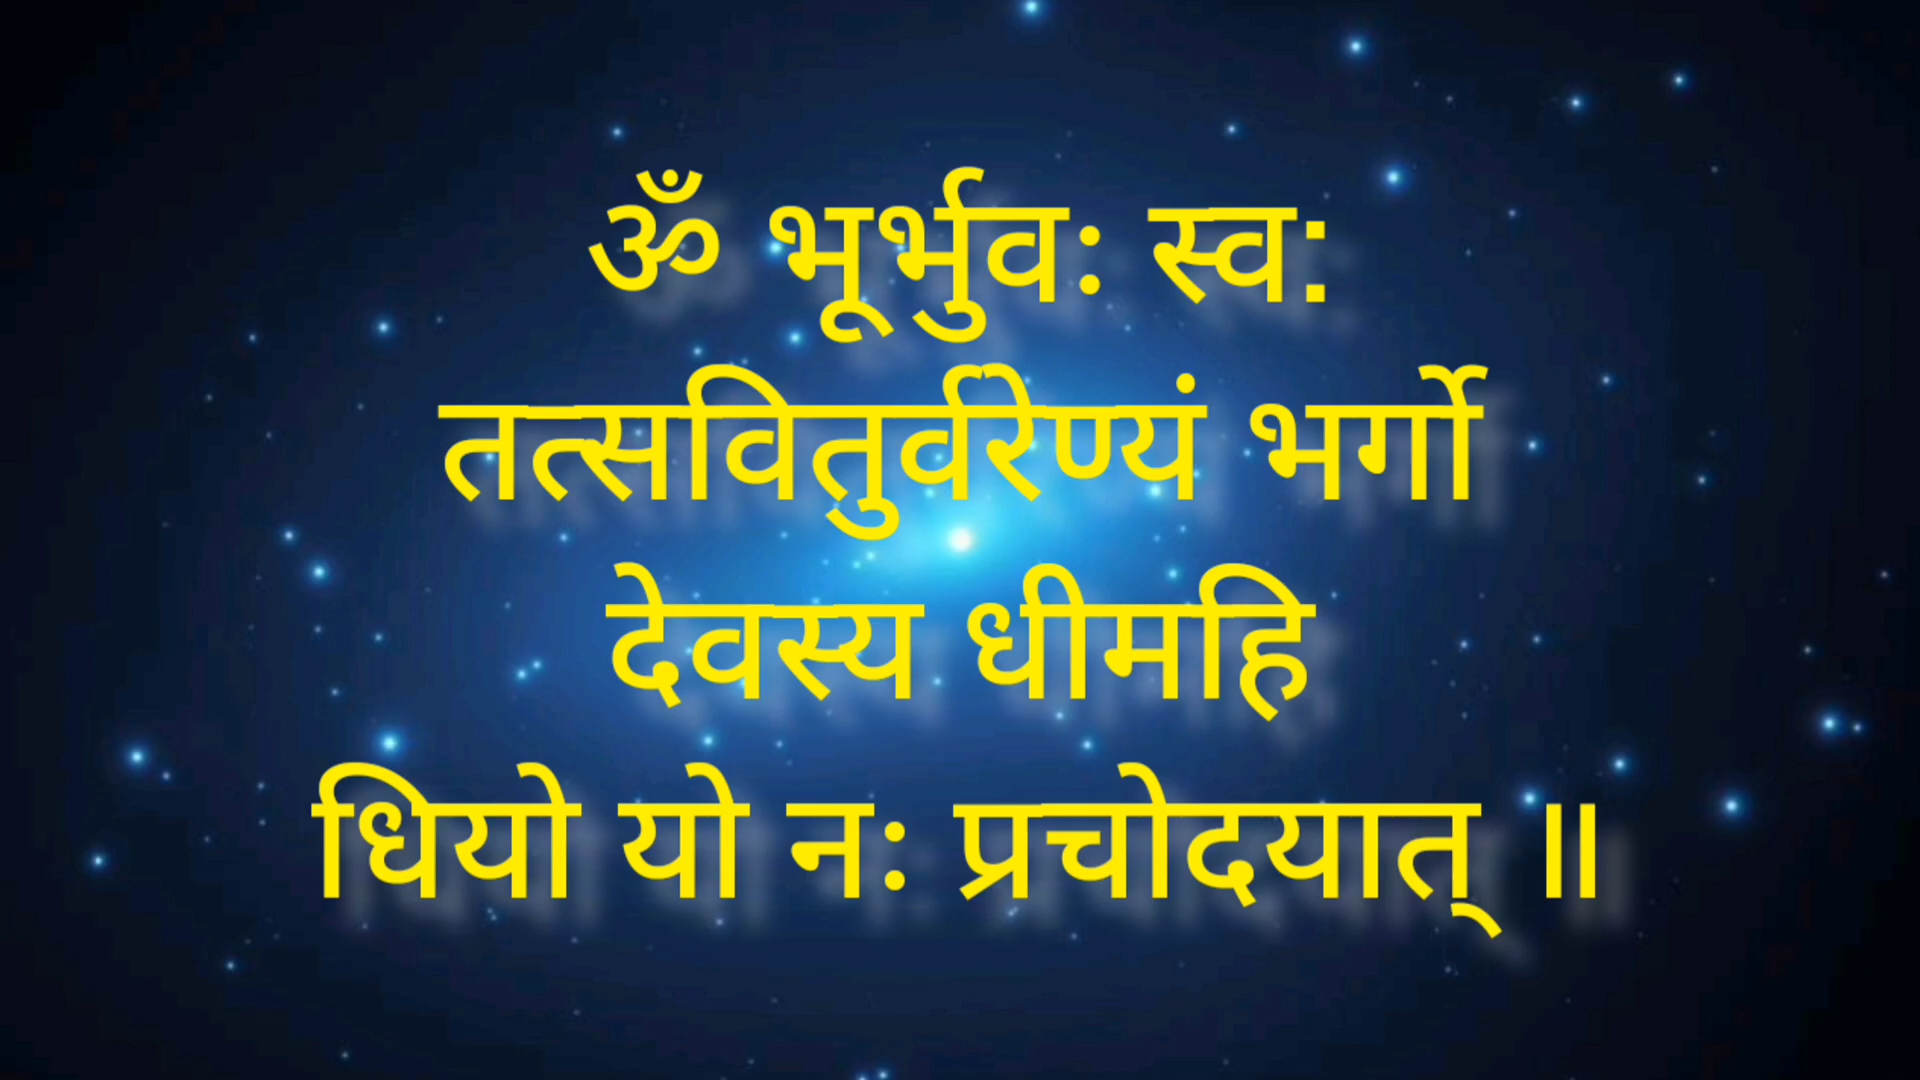 ॐ भूर्भुवः स्व:
तत्सवितुर्वरेण्यं भर्गो
देवस्य धीमहि
धियो यो नः प्रचोदयात् ॥